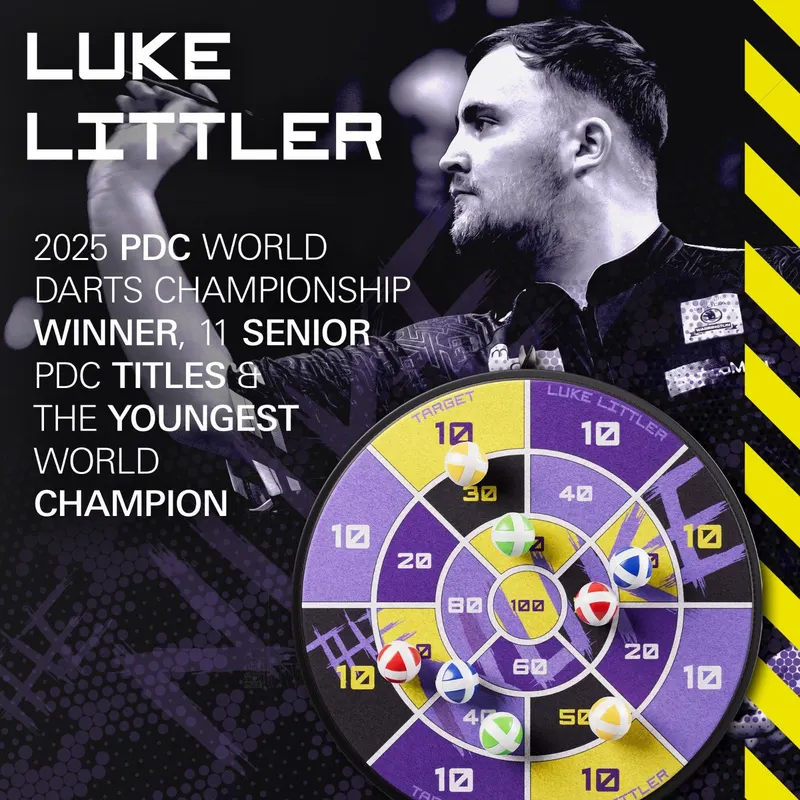 LUKE
LITTLER
2025 PDC WORLD
DARTS CHAMPIONSHIP
WINNER, 11 SENIOR
PDC TITLES &
THE YOUNGEST
WORLD
CHAMPION
TARGET
LUKE LITTLER
10
10
30
40
10
10
20
80
100
20
60
10
10
50
10
10